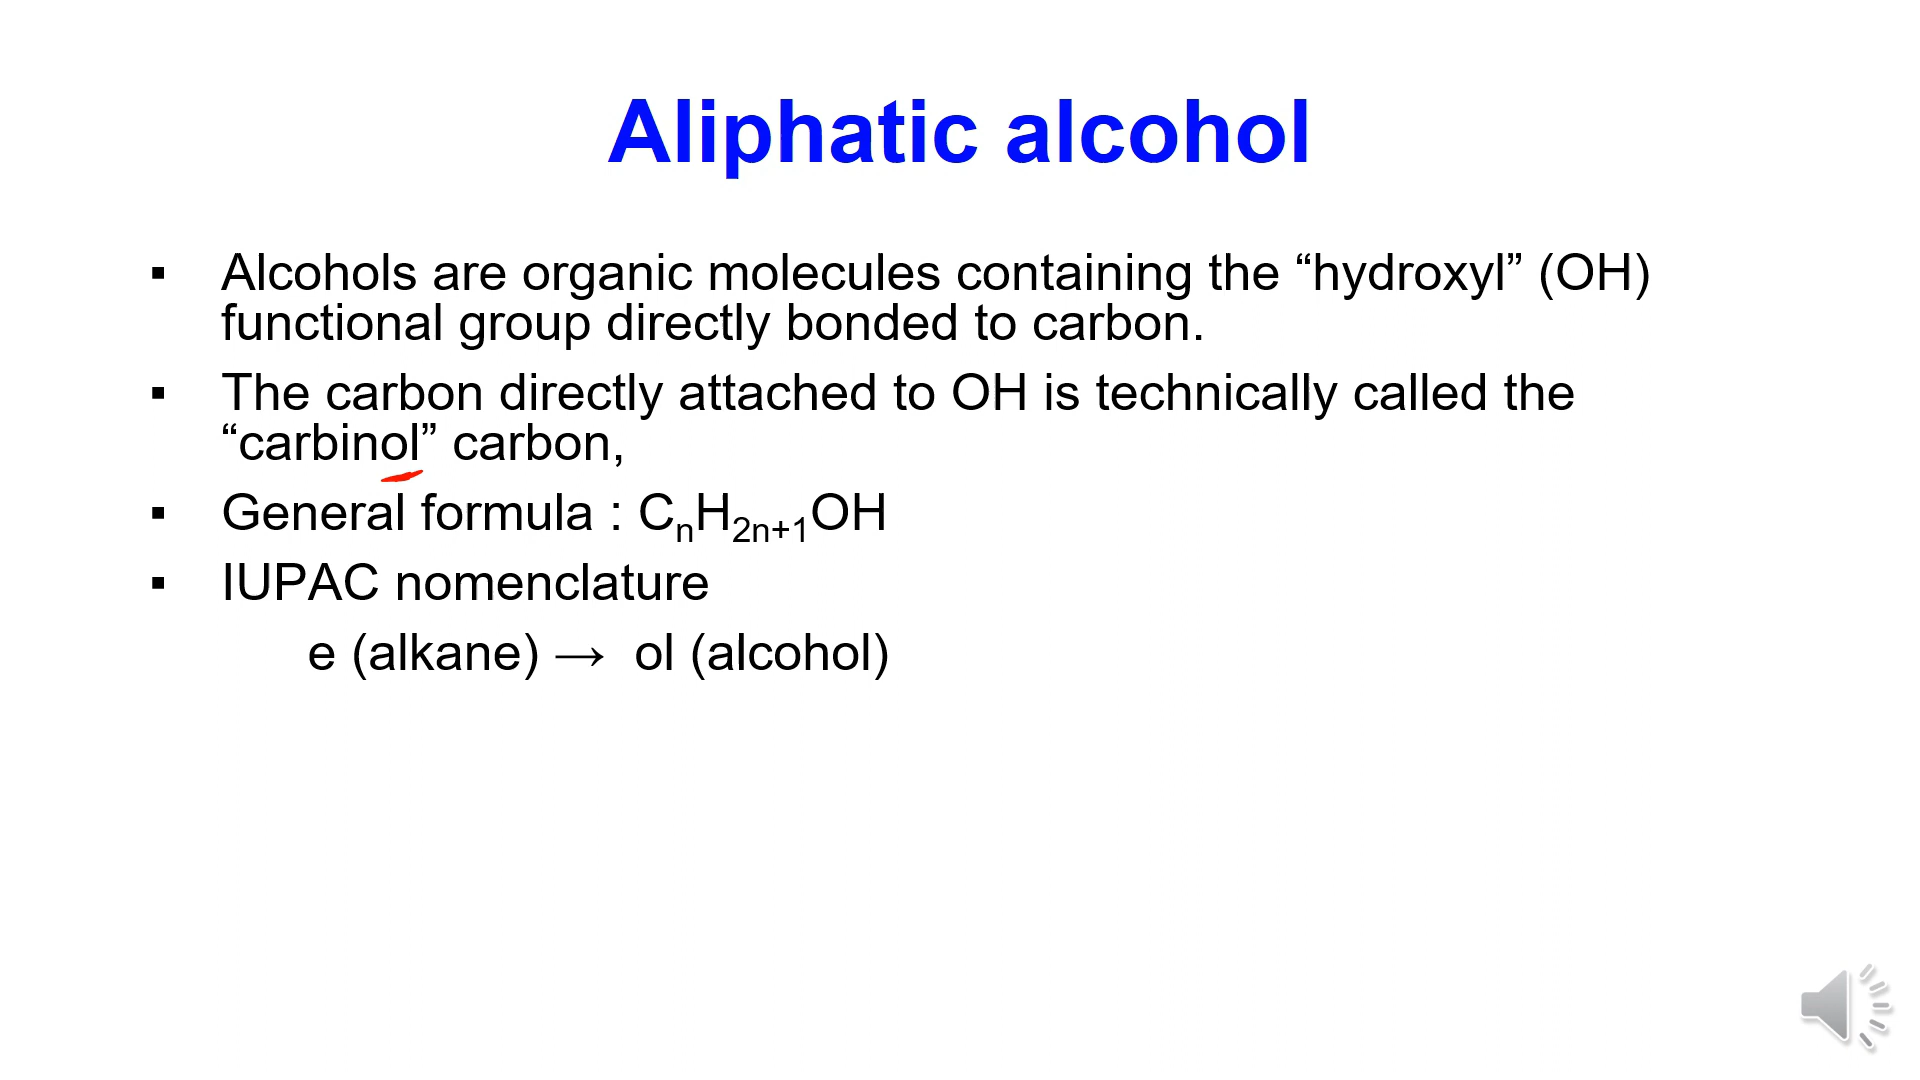 Aliphatic alcohol
▪ Alcohols are organic molecules containing the “hydroxyl” (OH)
functional group directly bonded to carbon.
▪ The carbon directly attached to OH is technically called the
“carbinol” carbon,
▪ General formula : CₙH₂ₙ₊₁OH
▪ IUPAC nomenclature
e (alkane) → ol (alcohol)